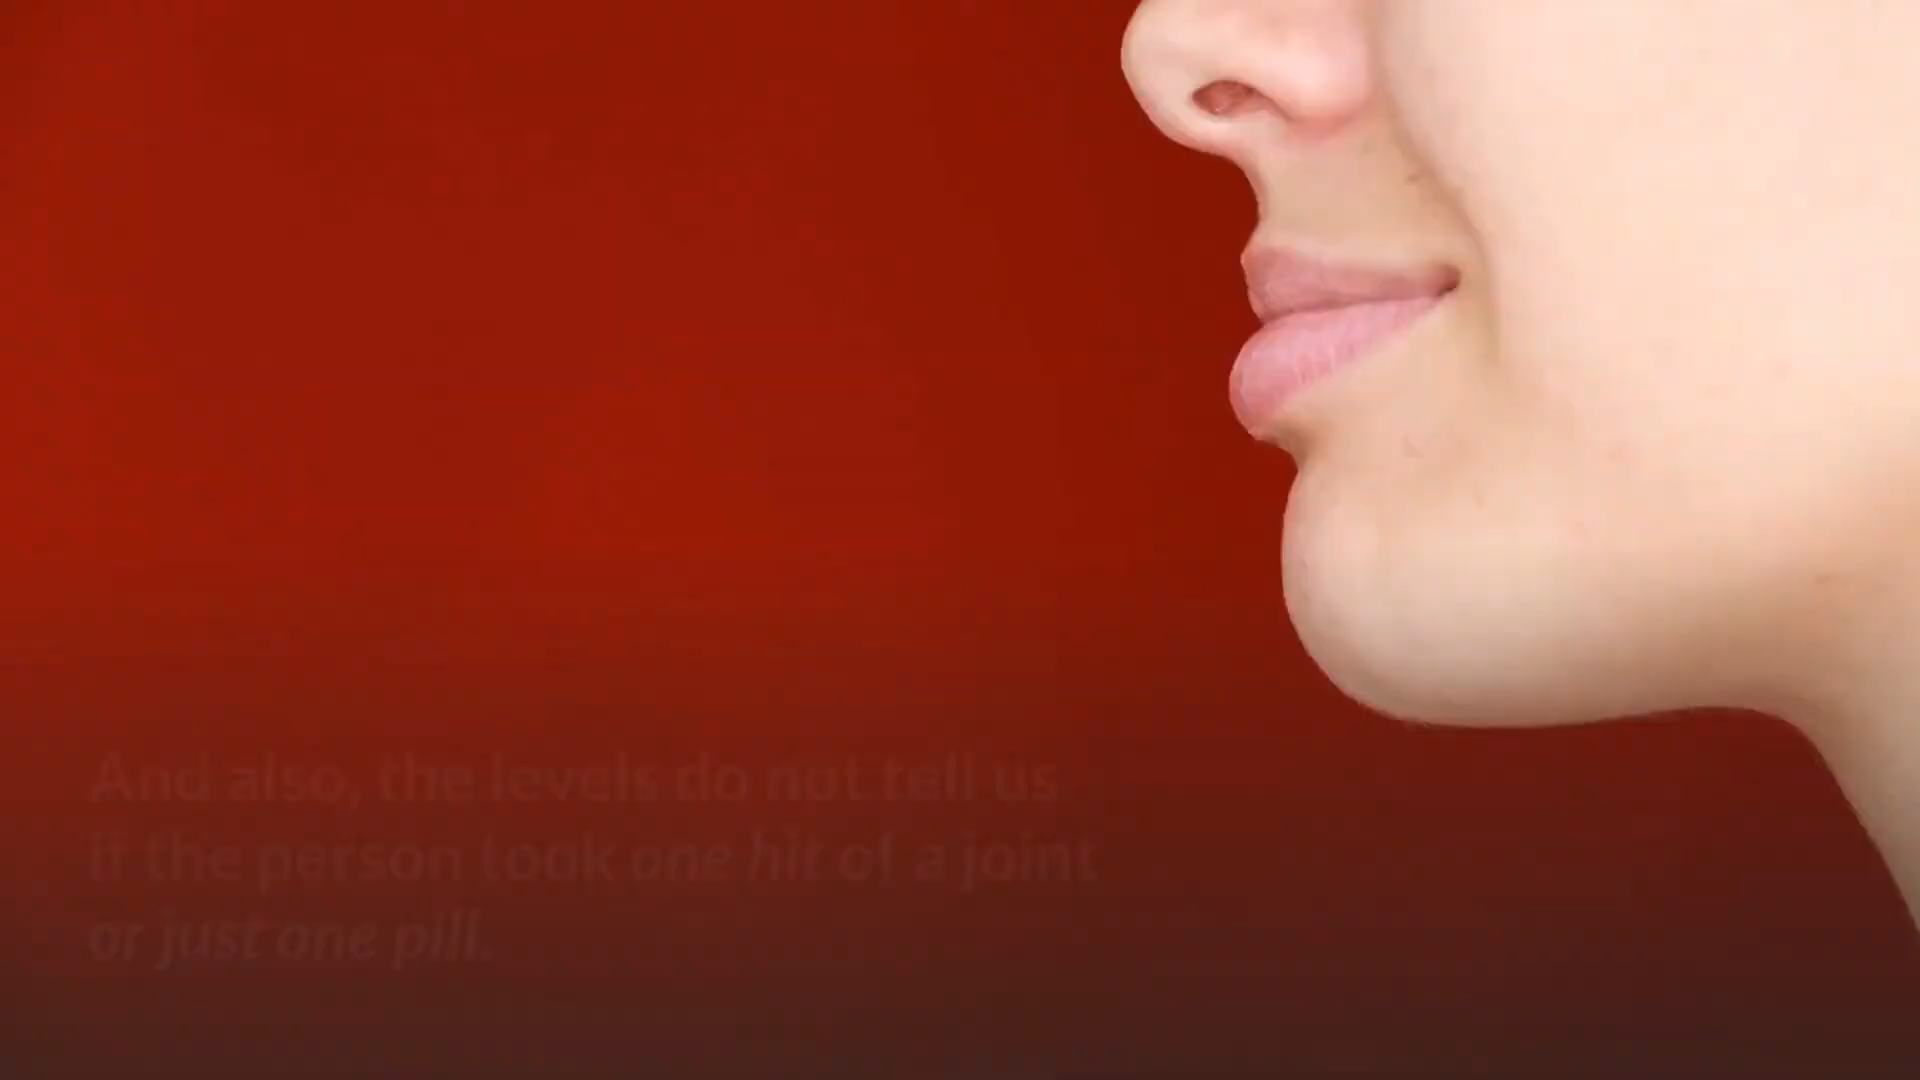 And also, the levels do not tell us
if the person took one hit of a joint
or just one pill.